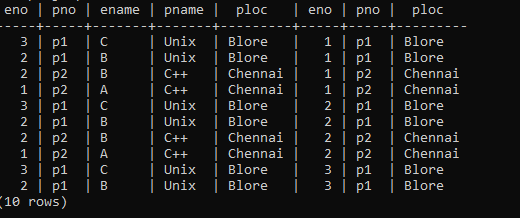 eno | pno | ename | pname | ploc | eno | pno | ploc
-----+-----+-------+-------+---------+-----+-----+---------
3 | p1 | C | Unix | Blore | 1 | p1 | Blore
2 | p1 | B | Unix | Blore | 1 | p1 | Blore
2 | p2 | B | C++ | Chennai | 1 | p2 | Chennai
1 | p2 | A | C++ | Chennai | 1 | p2 | Chennai
3 | p1 | C | Unix | Blore | 2 | p1 | Blore
2 | p1 | B | Unix | Blore | 2 | p1 | Blore
2 | p2 | B | C++ | Chennai | 2 | p2 | Chennai
1 | p2 | A | C++ | Chennai | 2 | p2 | Chennai
3 | p1 | C | Unix | Blore | 3 | p1 | Blore
2 | p1 | B | Unix | Blore | 3 | p1 | Blore
(10 rows)